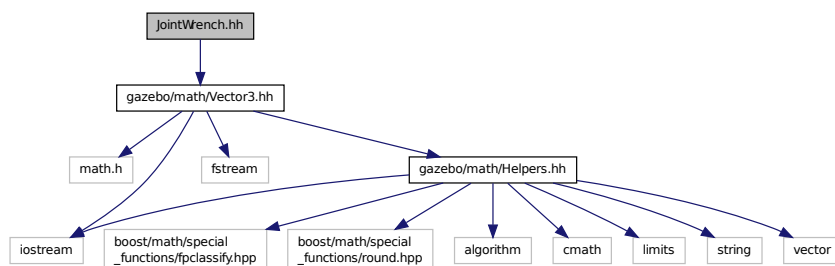 JointWrench.hh
gazebo/math/Vector3.hh
math.h
fstream
gazebo/math/Helpers.hh
iostream
boost/math/special
_functions/fpclassify.hpp
boost/math/special
_functions/round.hpp
algorithm
cmath
limits
string
vector